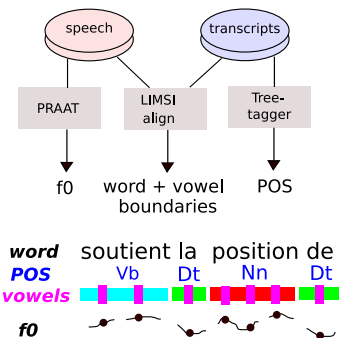 speech
transcripts
PRAAT
LIMSI
align
Tree-
tagger
f0
word + vowel
boundaries
POS
word soutient la position de
POS Vb Dt Nn Dt
vowels
f0